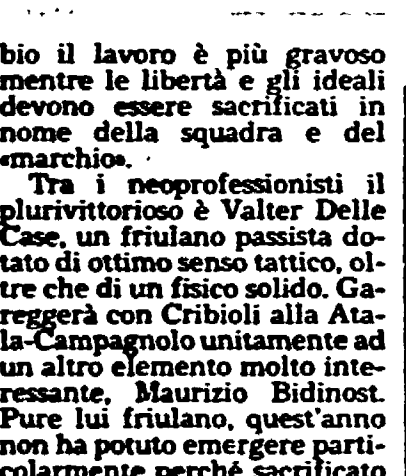 bio il lavoro è più gravoso
mentre le libertà e gli ideali
devono essere sacrificati in
nome della squadra e del
«marchio».
Tra i neoprofessionisti il
plurivittorioso è Valter Delle
Case, un friulano passista do-
tato di ottimo senso tattico, ol-
tre che di un fisico solido. Ga-
reggerà con Cribioli alla Ata-
la-Campagnolo unitamente ad
un altro elemento molto inte-
ressante, Maurizio Bidinost.
Pure lui friulano, quest'anno
non ha potuto emergere parti-
colarmente perché sacrificato